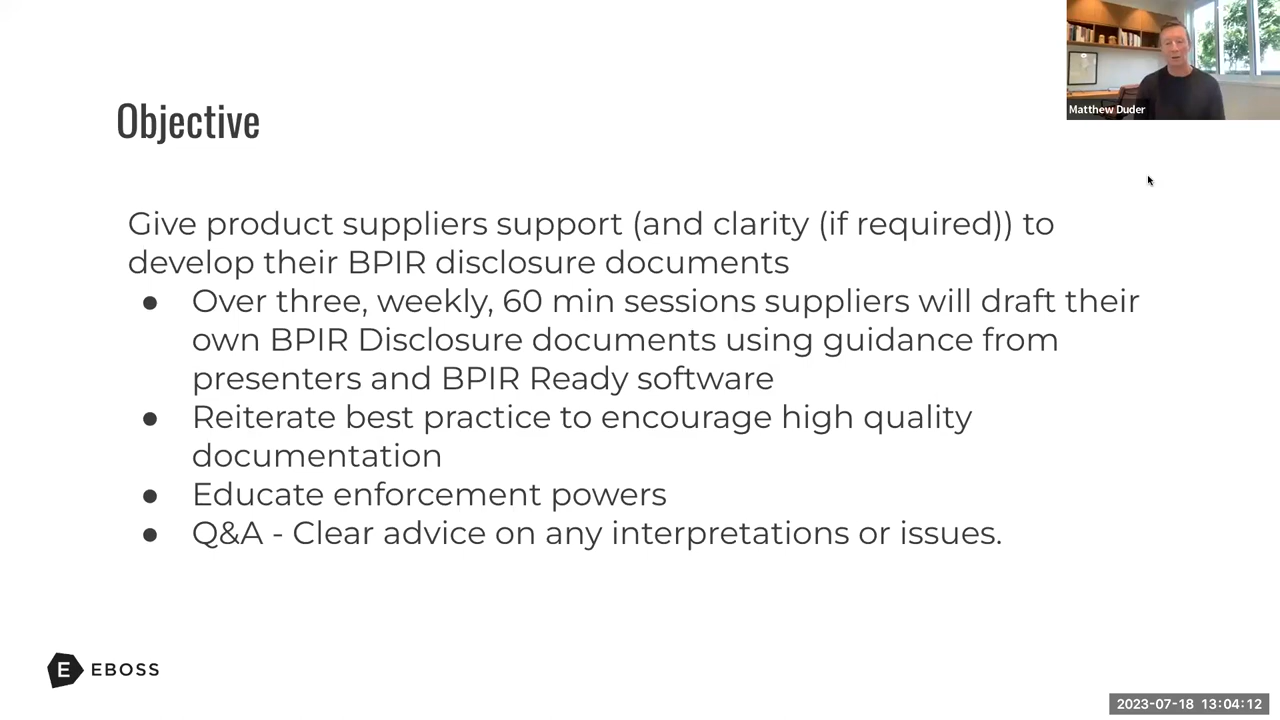 Matthew Duder
Objective
Give product suppliers support (and clarity (if required)) to
develop their BPIR disclosure documents
● Over three, weekly, 60 min sessions suppliers will draft their
own BPIR Disclosure documents using guidance from
presenters and BPIR Ready software
● Reiterate best practice to encourage high quality
documentation
● Educate enforcement powers
● Q&A - Clear advice on any interpretations or issues.
E EBOSS
2023-07-18 13:04:12